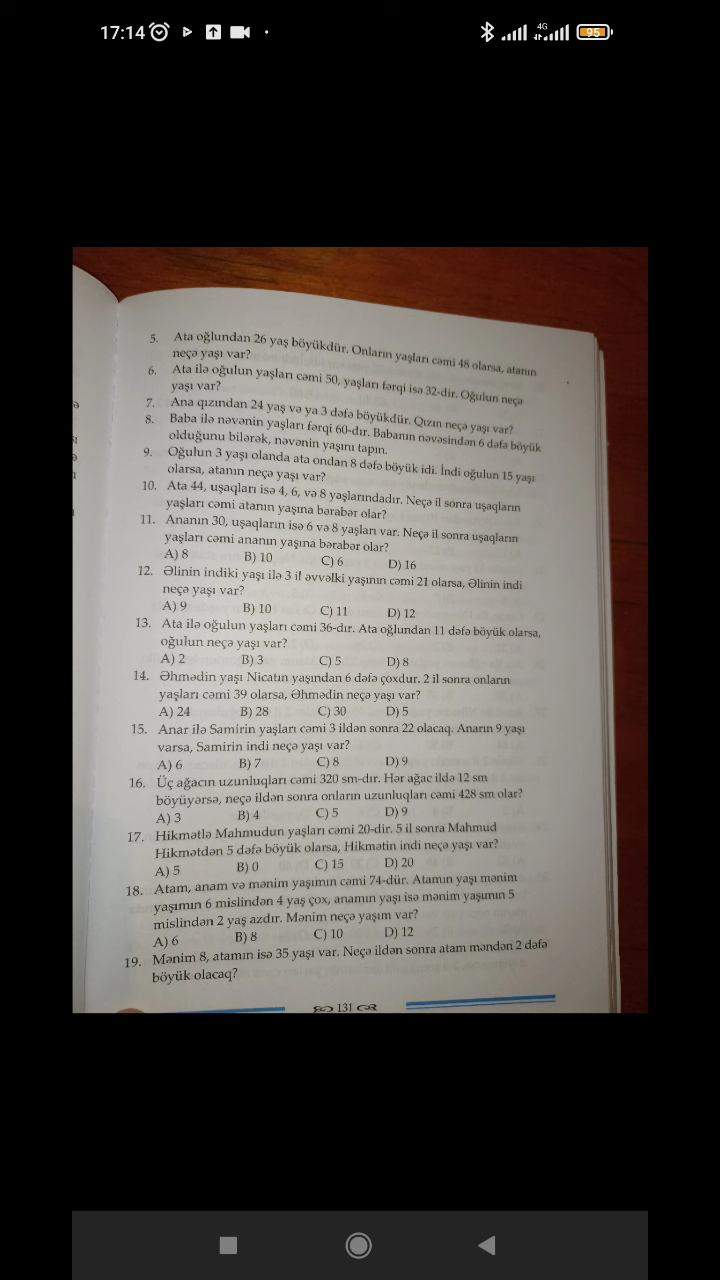 17:14
4G
95
5. Ata oğlundan 26 yaş böyükdür. Onların yaşları cəmi 48 olarsa, atanın
neçə yaşı var?
6. Ata ilə oğulun yaşları cəmi 50, yaşları fərqi isə 32-dir. Oğulun neçə
yaşı var?
7. Ana qızından 24 yaş və ya 3 dəfə böyükdür. Qızın neçə yaşı var?
8. Baba ilə nəvənin yaşları fərqi 60-dır. Babanın nəvəsindən 6 dəfə böyük
olduğunu bilərək, nəvənin yaşını tapın.
9. Oğulun 3 yaşı olanda ata ondan 8 dəfə böyük idi. İndi oğulun 15 yaşı
olarsa, atanın neçə yaşı var?
10. Ata 44, uşaqları isə 4, 6, və 8 yaşlarındadır. Neçə il sonra uşaqların
yaşları cəmi atanın yaşına bərabər olar?
11. Ananın 30, uşaqların isə 6 və 8 yaşları var. Neçə il sonra uşaqların
yaşları cəmi ananın yaşına bərabər olar?
A) 8 B) 10 C) 6 D) 16
12. Əlinin indiki yaşı ilə 3 il əvvəlki yaşının cəmi 21 olarsa, Əlinin indi
neçə yaşı var?
A) 9 B) 10 C) 11 D) 12
13. Ata ilə oğulun yaşları cəmi 36-dır. Ata oğlundan 11 dəfə böyük olarsa,
oğulun neçə yaşı var?
A) 2 B) 3 C) 5 D) 8
14. Əhmədin yaşı Nicatın yaşından 6 dəfə çoxdur. 2 il sonra onların
yaşları cəmi 39 olarsa, Əhmədin neçə yaşı var?
A) 24 B) 28 C) 30 D) 5
15. Anar ilə Samirin yaşları cəmi 3 ildən sonra 22 olacaq. Anarın 9 yaşı
varsa, Samirin indi neçə yaşı var?
A) 6 B) 7 C) 8 D) 9
16. Üç ağacın uzunluqları cəmi 320 sm-dir. Hər ağac ildə 12 sm
böyüyərsə, neçə ildən sonra onların uzunluqları cəmi 428 sm olar?
A) 3 B) 4 C) 5 D) 9
17. Hikmətlə Mahmudun yaşları cəmi 20-dir. 5 il sonra Mahmud
Hikmətdən 5 dəfə böyük olarsa, Hikmətin indi neçə yaşı var?
A) 5 B) 0 C) 15 D) 20
18. Atam, anam və mənim yaşımın cəmi 74-dür. Atamın yaşı mənim
yaşımın 6 mislindən 4 yaş çox, anamın yaşı isə mənim yaşımın 5
mislindən 2 yaş azdır. Mənim neçə yaşım var?
A) 6 B) 8 C) 10 D) 12
19. Mənim 8, atamın isə 35 yaşı var. Neçə ildən sonra atam məndən 2 dəfə
böyük olacaq?
131